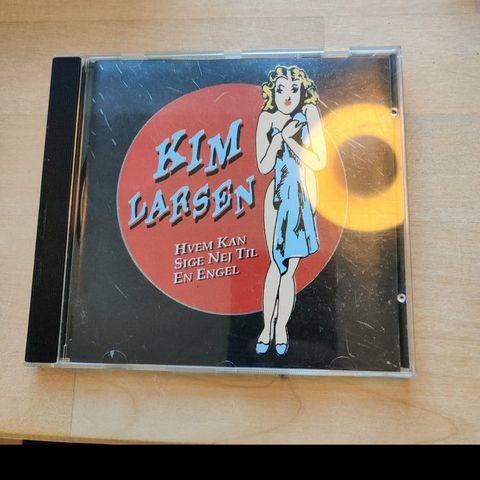 KIM
LARSEN
HVEM KAN
SIGE NEJ TIL
EN ENGEL